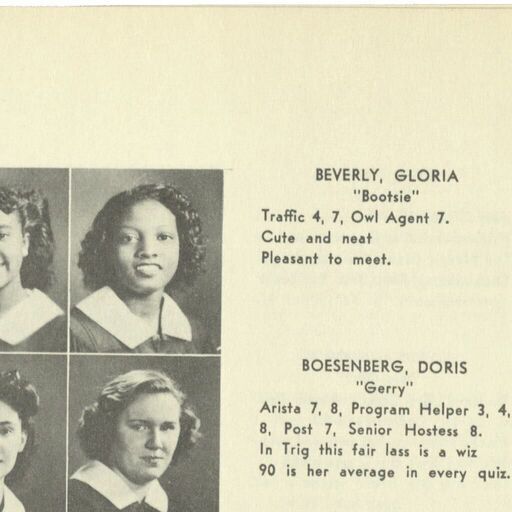 BEVERLY, GLORIA
"Bootsie"
Traffic 4, 7, Owl Agent 7.
Cute and neat
Pleasant to meet.
BOESENBERG, DORIS
"Gerry"
Arista 7, 8, Program Helper 3, 4,
8, Post 7, Senior Hostess 8.
In Trig this fair lass is a wiz
90 is her average in every quiz.